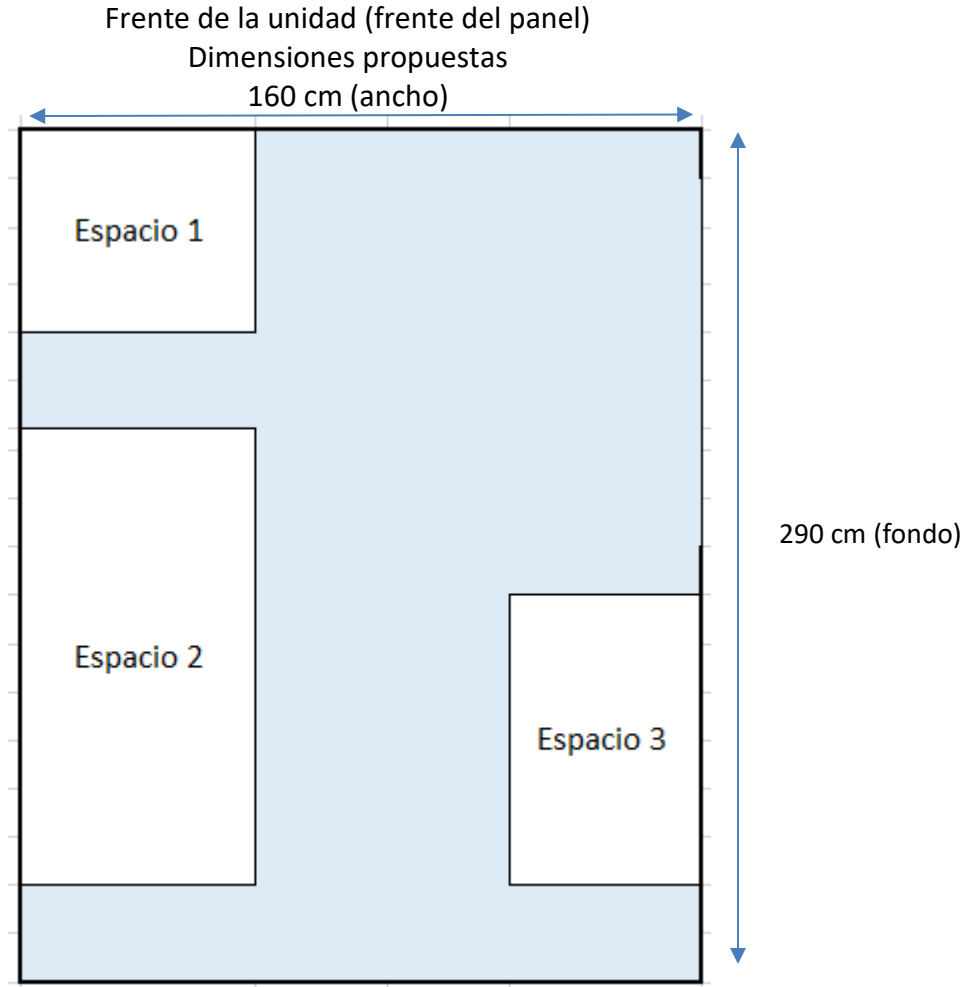 Frente de la unidad (frente del panel)
Dimensiones propuestas
160 cm (ancho)
Espacio 1
290 cm (fondo)
Espacio 2
Espacio 3